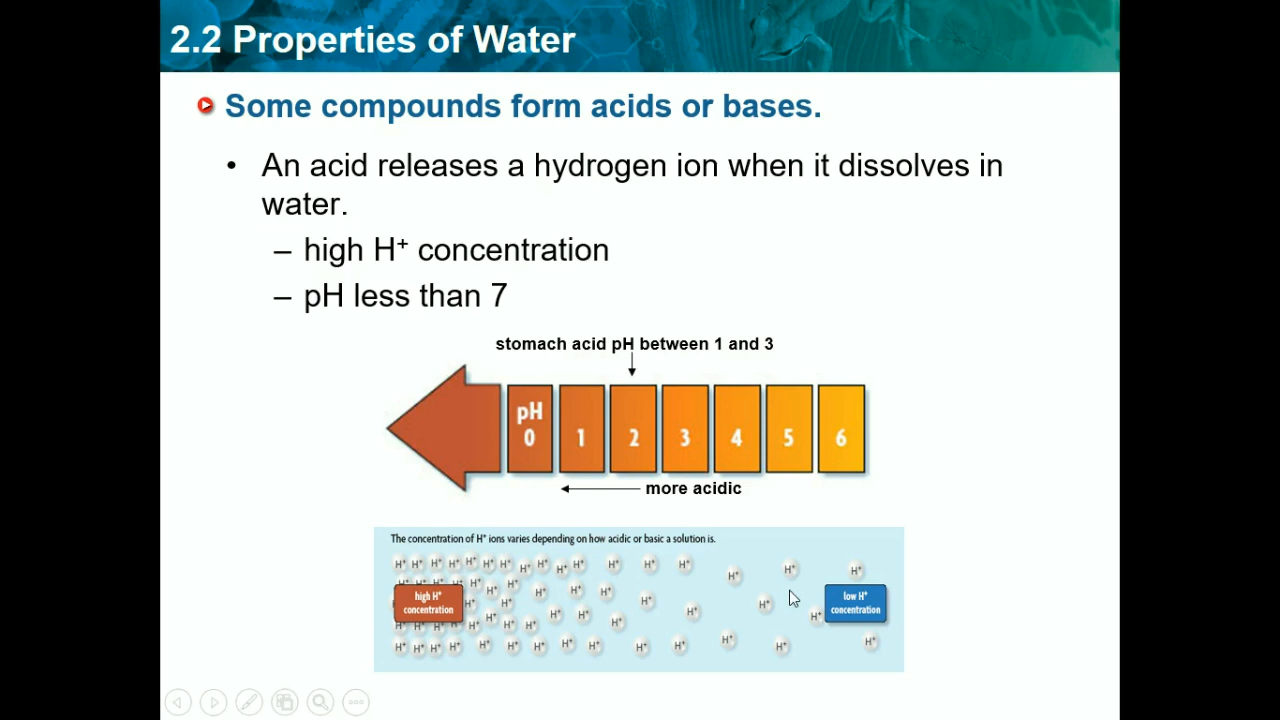 2.2 Properties of Water
Some compounds form acids or bases.
• An acid releases a hydrogen ion when it dissolves in
water.
– high H⁺ concentration
– pH less than 7
stomach acid pH between 1 and 3
pH
0 1 2 3 4 5 6
more acidic
The concentration of H⁺ ions varies depending on how acidic or basic a solution is.
H⁺ H⁺ H⁺ H⁺ H⁺ H⁺ H⁺ H⁺ H⁺ H⁺ H⁺ H⁺ H⁺ H⁺ H⁺ H⁺ H⁺ H⁺
high H⁺
concentration
low H⁺
concentration